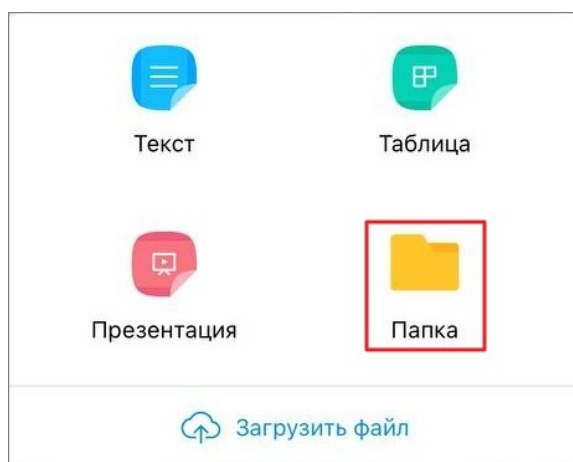 Текст
Таблица
Презентация
Папка
Загрузить файл